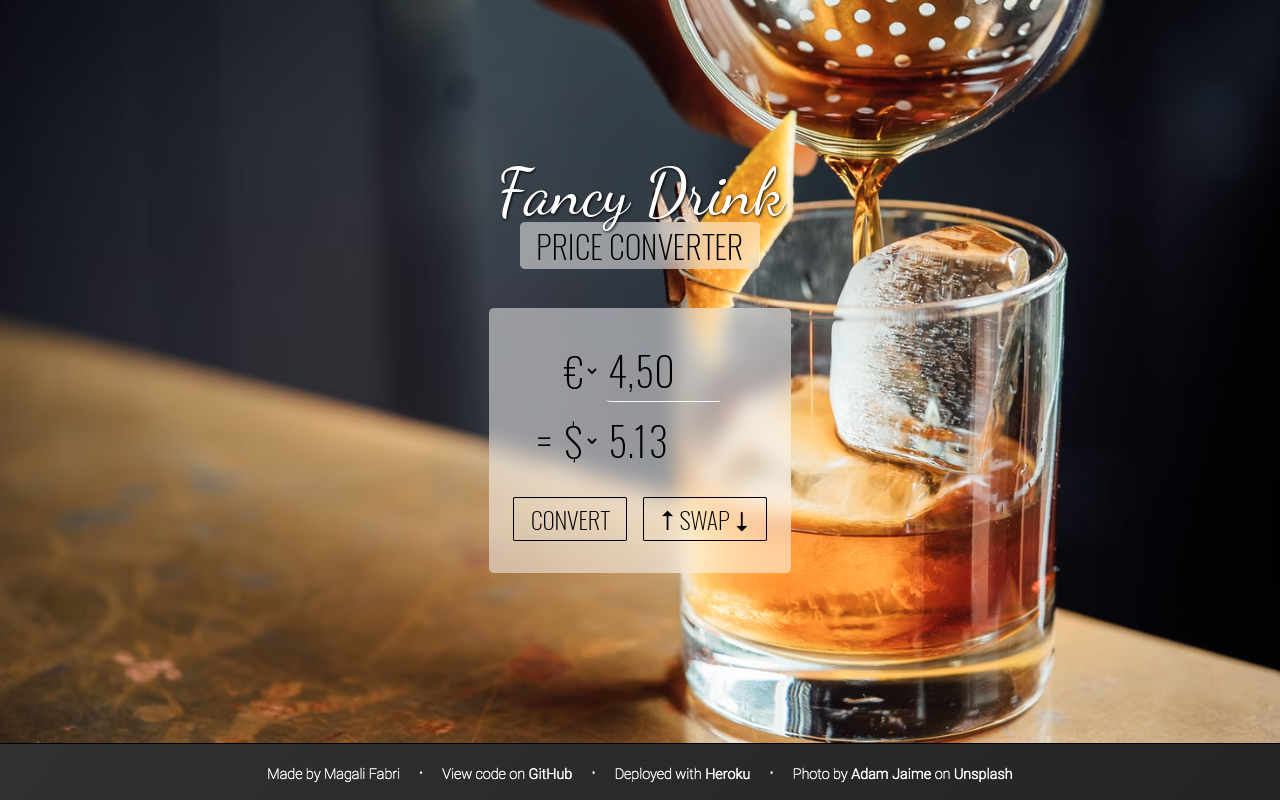 Fancy Drink
PRICE CONVERTER
€ 4,50
= $ 5.13
CONVERT ↑ SWAP ↓
Made by Magali Fabri • View code on GitHub • Deployed with Heroku • Photo by Adam Jaime on Unsplash